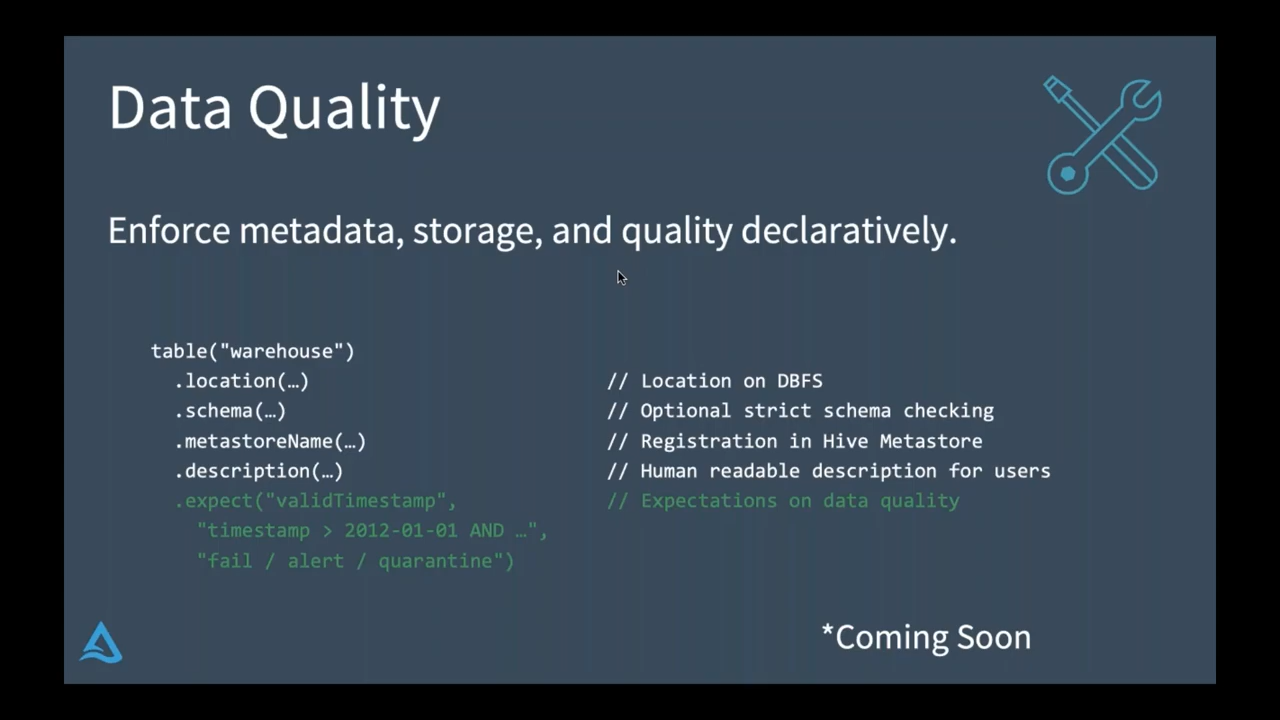 Data Quality
Enforce metadata, storage, and quality declaratively.
table("warehouse")
.location(…) // Location on DBFS
.schema(…) // Optional strict schema checking
.metastoreName(…) // Registration in Hive Metastore
.description(…) // Human readable description for users
.expect("validTimestamp", // Expectations on data quality
"timestamp > 2012-01-01 AND …",
"fail / alert / quarantine")
*Coming Soon